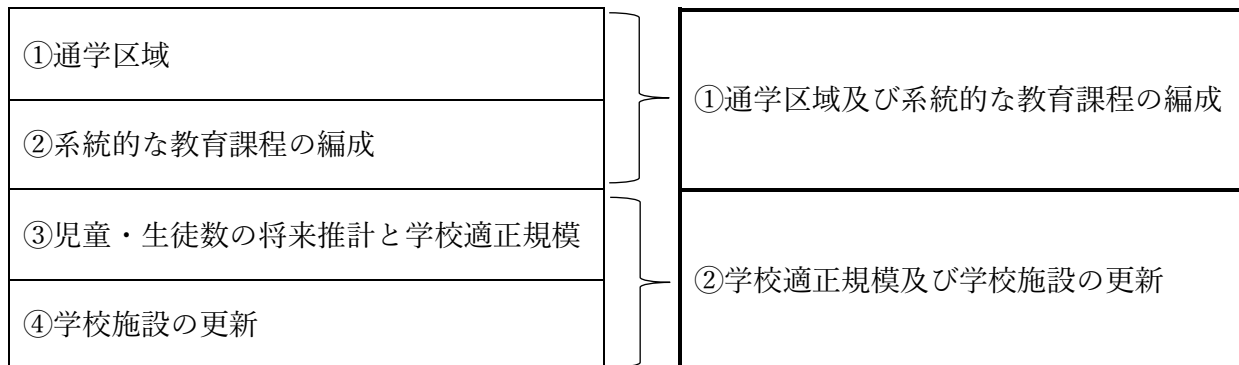 ①通学区域
②系統的な教育課程の編成
③児童・生徒数の将来推計と学校適正規模
④学校施設の更新
①通学区域及び系統的な教育課程の編成
②学校適正規模及び学校施設の更新